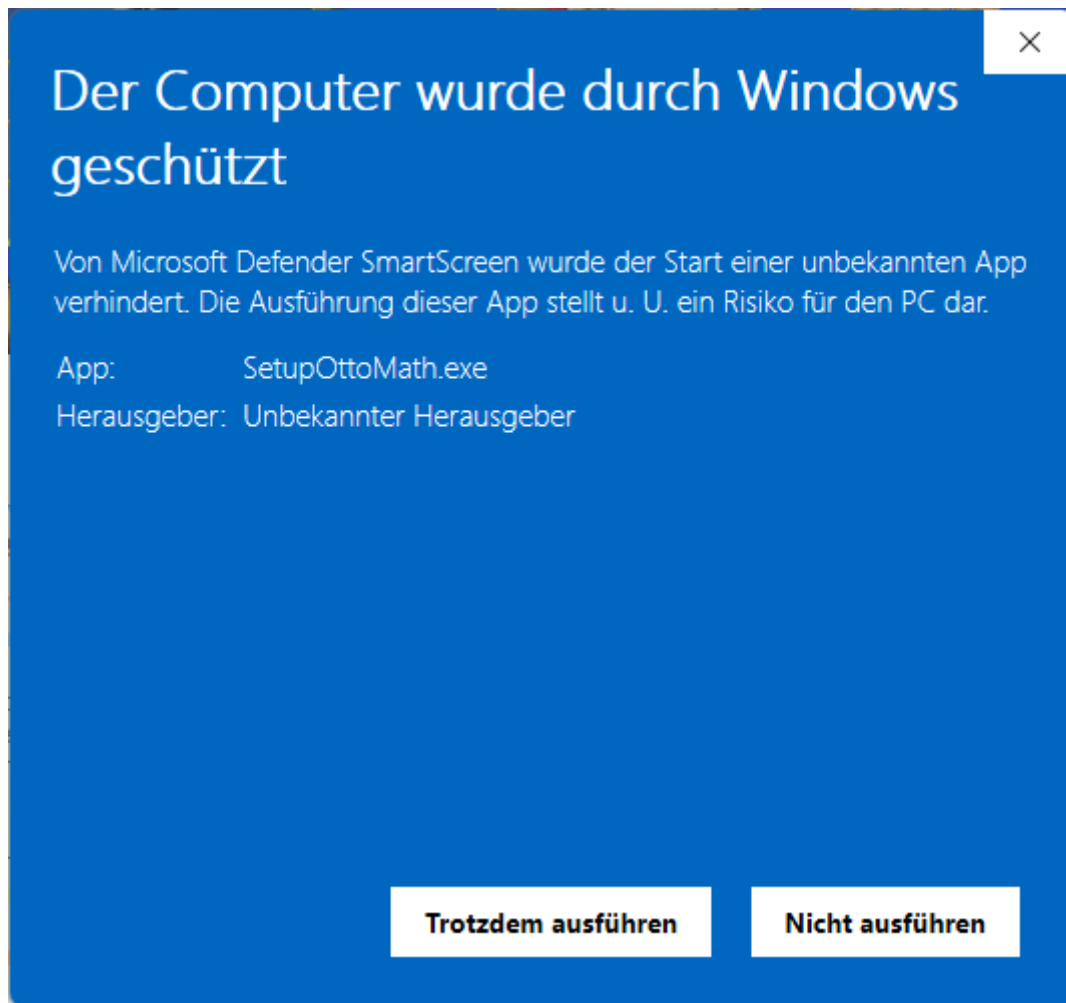 Der Computer wurde durch Windows
geschützt
Von Microsoft Defender SmartScreen wurde der Start einer unbekannten App
verhindert. Die Ausführung dieser App stellt u. U. ein Risiko für den PC dar.
App: SetupOttoMath.exe
Herausgeber: Unbekannter Herausgeber
Trotzdem ausführen Nicht ausführen